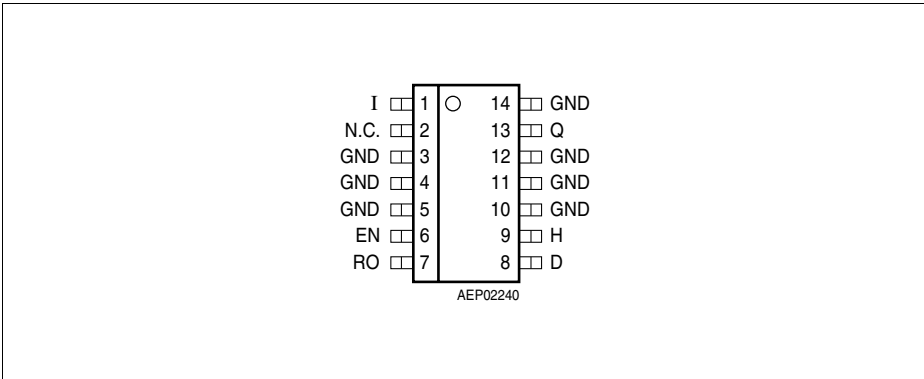 I 1 14 GND
N.C. 2 13 Q
GND 3 12 GND
GND 4 11 GND
GND 5 10 GND
EN 6 9 H
RO 7 8 D
AEP02240